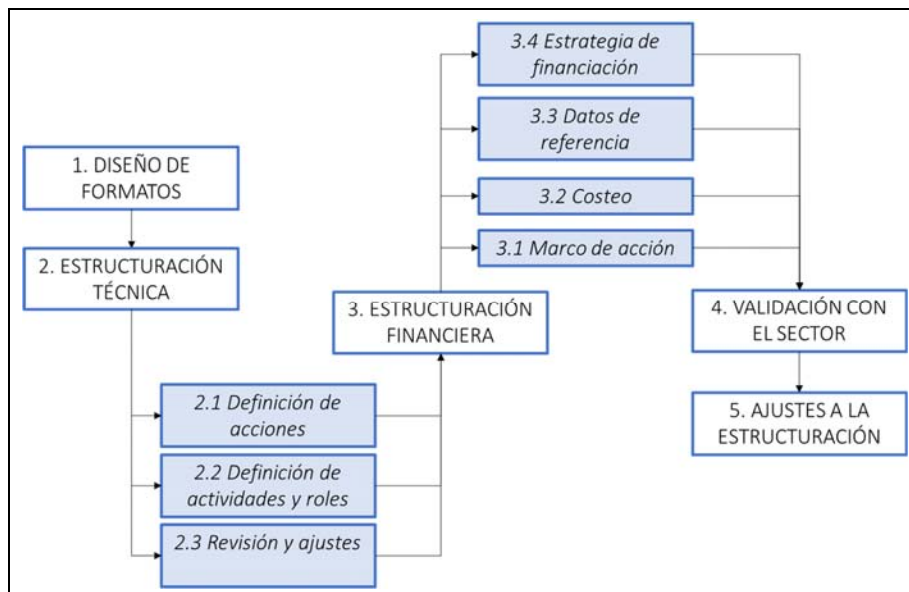 1. DISEÑO DE
FORMATOS
2. ESTRUCTURACIÓN
TÉCNICA
2.1 Definición de
acciones
2.2 Definición de
actividades y roles
2.3 Revisión y ajustes
3. ESTRUCTURACIÓN
FINANCIERA
3.4 Estrategia de
financiación
3.3 Datos de
referencia
3.2 Costeo
3.1 Marco de acción
4. VALIDACIÓN CON
EL SECTOR
5. AJUSTES A LA
ESTRUCTURACIÓN